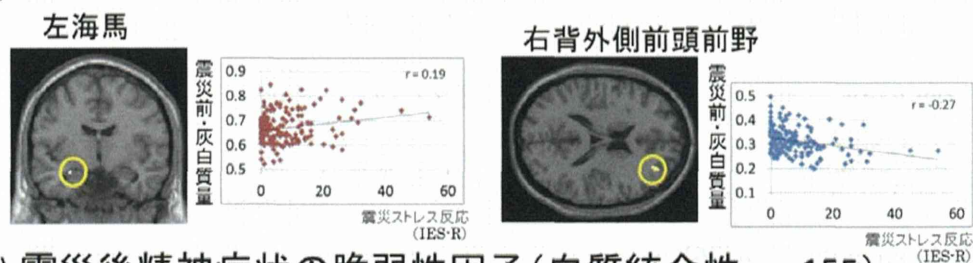 左海馬
震災前・灰白質量
r = 0.19
0.9
0.8
0.7
0.6
0.5
0
20
40
60
震災ストレス反応
(IES-R)
右背外側前頭前野
震災前・灰白質量
r = -0.27
0.5
0.4
0.3
0.2
0.1
0
20
40
60
震災ストレス反応
(IES-R)